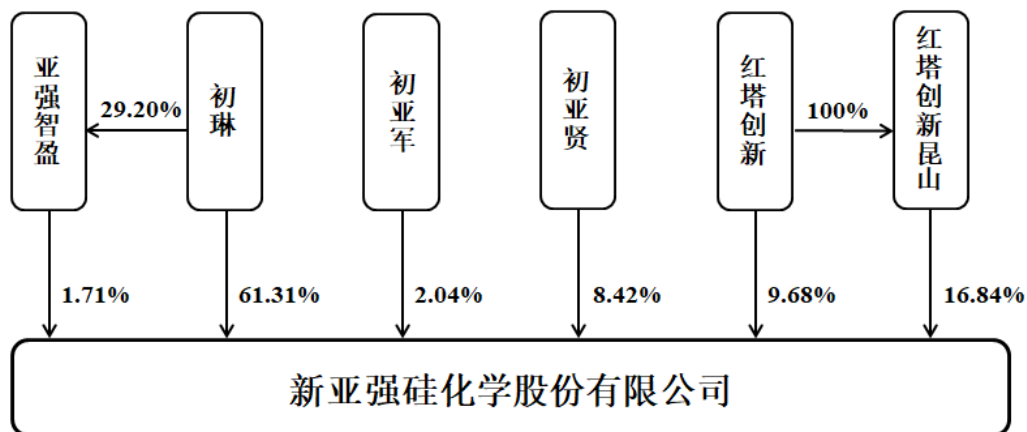 亚强智盈
29.20%
初琳
初亚军
初亚贤
红塔创新
100%
红塔创新昆山
1.71%
61.31%
2.04%
8.42%
9.68%
16.84%
新亚强硅化学股份有限公司